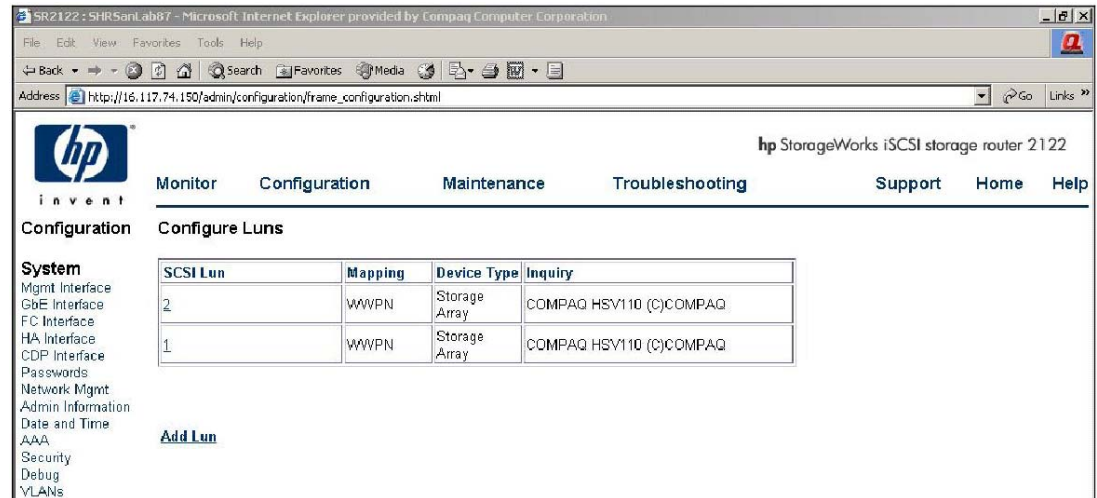 SR2122 : SHRSanLab87 - Microsoft Internet Explorer provided by Compaq Computer Corporation
File Edit View Favorites Tools Help
Back Search Favorites Media
Address http://16.117.74.150/admin/configuration/frame_configuration.shtml Go Links »
hp
invent
hp StorageWorks iSCSI storage router 2122
Monitor Configuration Maintenance Troubleshooting Support Home Help
Configuration
Configure Luns
System
Mgmt Interface
GbE Interface
FC Interface
HA Interface
CDP Interface
Passwords
Network Mgmt
Admin Information
Date and Time
AAA
Security
Debug
VLANs
SCSI Lun Mapping Device Type Inquiry
2 WWPN Storage Array COMPAQ HSV110 (C)COMPAQ
1 WWPN Storage Array COMPAQ HSV110 (C)COMPAQ
Add Lun